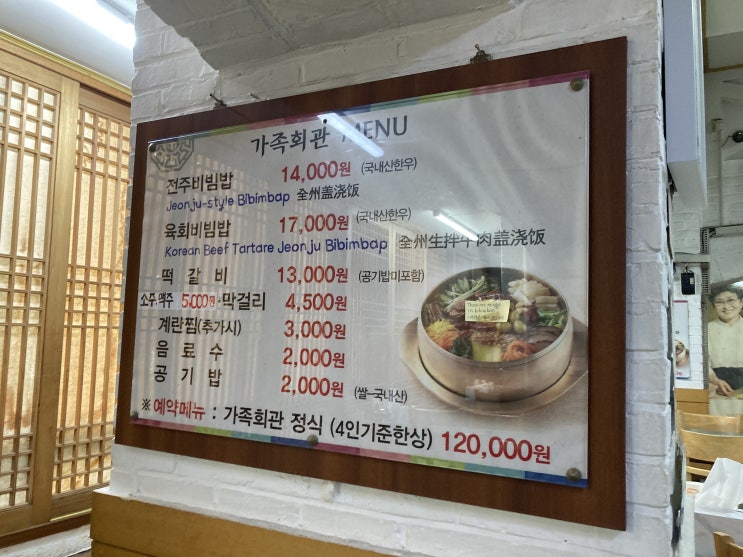 가족회관 MENU
전주비빔밥 14,000원 (국내산한우)
Jeonju-style Bibimbap 全州盖浇饭
육회비빔밥 17,000원 (국내산한우)
Korean Beef Tartare Jeonju Bibimbap 全州生拌牛肉盖浇饭
떡갈비 13,000원 (공기밥미포함)
소주.맥주 5,000원·막걸리 4,500원
계란찜(추가시) 3,000원
음료수 2,000원
공기밥 2,000원 (쌀-국내산)
※ 예약메뉴 : 가족회관 정식 (4인기준한상) 120,000원